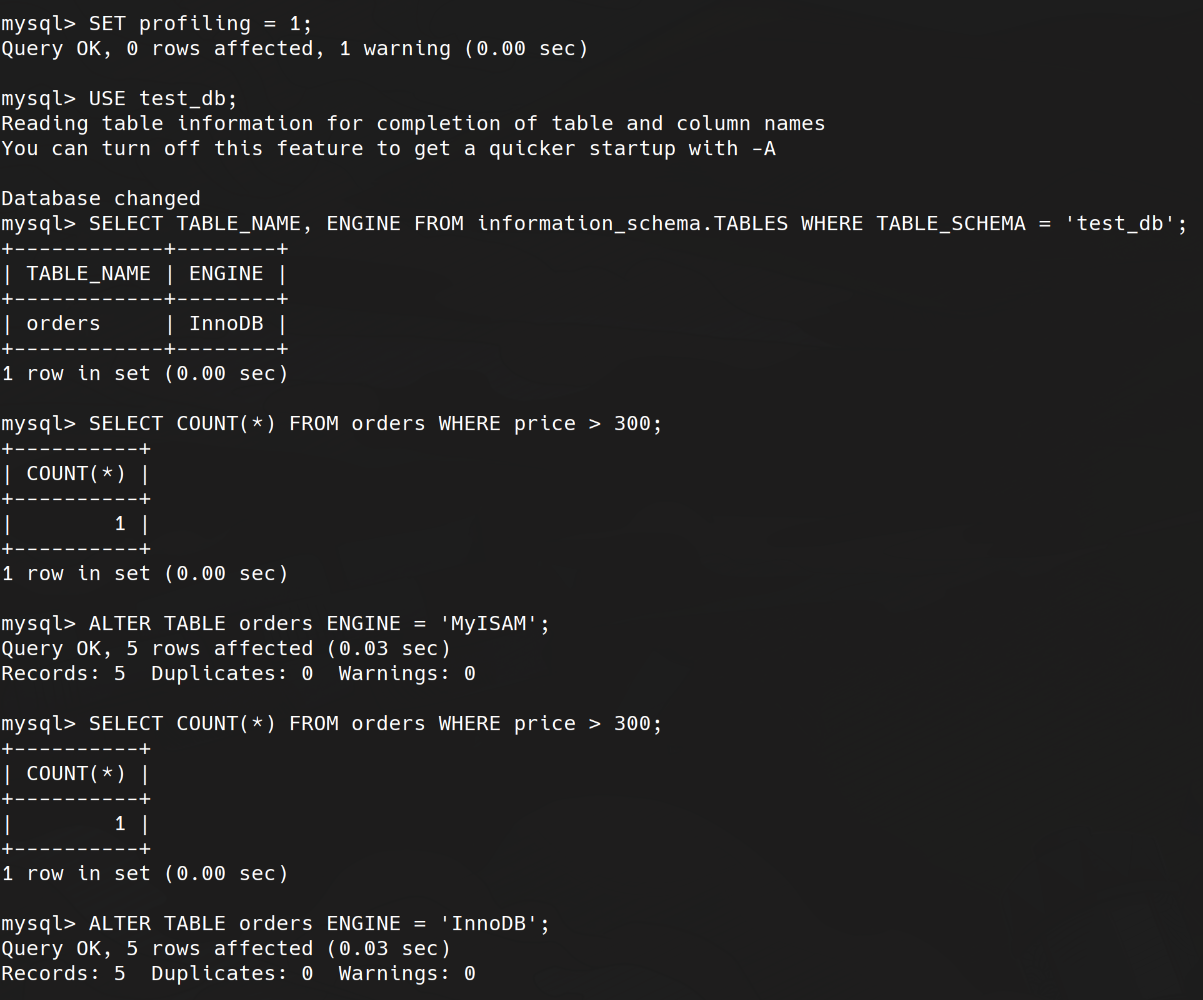 mysql> SET profiling = 1;
Query OK, 0 rows affected, 1 warning (0.00 sec)

mysql> USE test_db;
Reading table information for completion of table and column names
You can turn off this feature to get a quicker startup with -A

Database changed
mysql> SELECT TABLE_NAME, ENGINE FROM information_schema.TABLES WHERE TABLE_SCHEMA = 'test_db';
+------------+--------+
| TABLE_NAME | ENGINE |
+------------+--------+
| orders     | InnoDB |
+------------+--------+
1 row in set (0.00 sec)

mysql> SELECT COUNT(*) FROM orders WHERE price > 300;
+----------+
| COUNT(*) |
+----------+
|        1 |
+----------+
1 row in set (0.00 sec)

mysql> ALTER TABLE orders ENGINE = 'MyISAM';
Query OK, 5 rows affected (0.03 sec)
Records: 5  Duplicates: 0  Warnings: 0

mysql> SELECT COUNT(*) FROM orders WHERE price > 300;
+----------+
| COUNT(*) |
+----------+
|        1 |
+----------+
1 row in set (0.00 sec)

mysql> ALTER TABLE orders ENGINE = 'InnoDB';
Query OK, 5 rows affected (0.03 sec)
Records: 5  Duplicates: 0  Warnings: 0